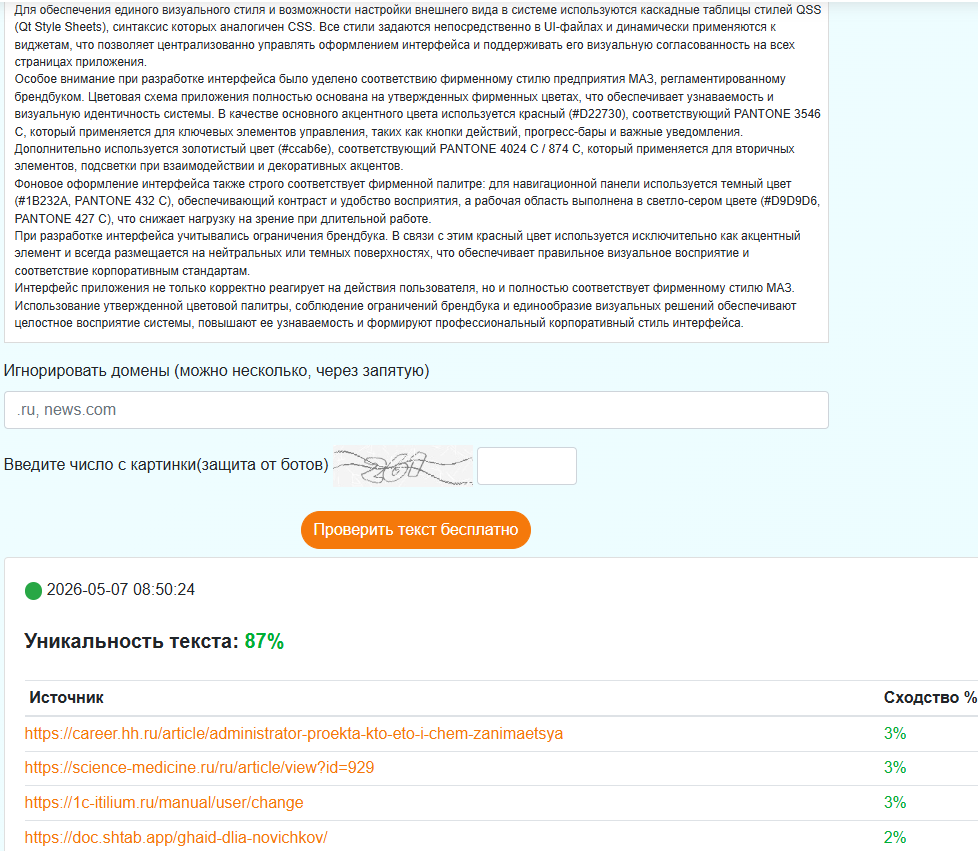 Для обеспечения единого визуального стиля и возможности настройки внешнего вида в системе используются каскадные таблицы стилей QSS
(Qt Style Sheets), синтаксис которых аналогичен CSS. Все стили задаются непосредственно в UI-файлах и динамически применяются к
виджетам, что позволяет централизованно управлять оформлением интерфейса и поддерживать его визуальную согласованность на всех
страницах приложения.
Особое внимание при разработке интерфейса было уделено соответствию фирменному стилю предприятия МАЗ, регламентированному
брендбуком. Цветовая схема приложения полностью основана на утвержденных фирменных цветах, что обеспечивает узнаваемость и
визуальную идентичность системы. В качестве основного акцентного цвета используется красный (#D22730), соответствующий PANTONE 3546
C, который применяется для ключевых элементов управления, таких как кнопки действий, прогресс-бары и важные уведомления.
Дополнительно используется золотистый цвет (#ccab6e), соответствующий PANTONE 4024 C / 874 C, который применяется для вторичных
элементов, подсветки при взаимодействии и декоративных акцентов.
Фоновое оформление интерфейса также строго соответствует фирменной палитре: для навигационной панели используется темный цвет
(#1B232A, PANTONE 432 C), обеспечивающий контраст и удобство восприятия, а рабочая область выполнена в светло-сером цвете (#D9D9D6,
PANTONE 427 C), что снижает нагрузку на зрение при длительной работе.
При разработке интерфейса учитывались ограничения брендбука. В связи с этим красный цвет используется исключительно как акцентный
элемент и всегда размещается на нейтральных или темных поверхностях, что обеспечивает правильное визуальное восприятие и
соответствие корпоративным стандартам.
Интерфейс приложения не только корректно реагирует на действия пользователя, но и полностью соответствует фирменному стилю МАЗ.
Использование утвержденной цветовой палитры, соблюдение ограничений брендбука и единообразие визуальных решений обеспечивают
целостное восприятие системы, повышают ее узнаваемость и формируют профессиональный корпоративный стиль интерфейса.
Игнорировать домены (можно несколько, через запятую)
.ru, news.com
Введите число с картинки(защита от ботов)
Проверить текст бесплатно
2026-05-07 08:50:24
Уникальность текста: 87%
Источник Сходство %
https://career.hh.ru/article/administrator-proekta-kto-eto-i-chem-zanimaetsya 3%
https://science-medicine.ru/ru/article/view?id=929 3%
https://1c-itilium.ru/manual/user/change 3%
https://doc.shtab.app/ghaid-dlia-novichkov/ 2%